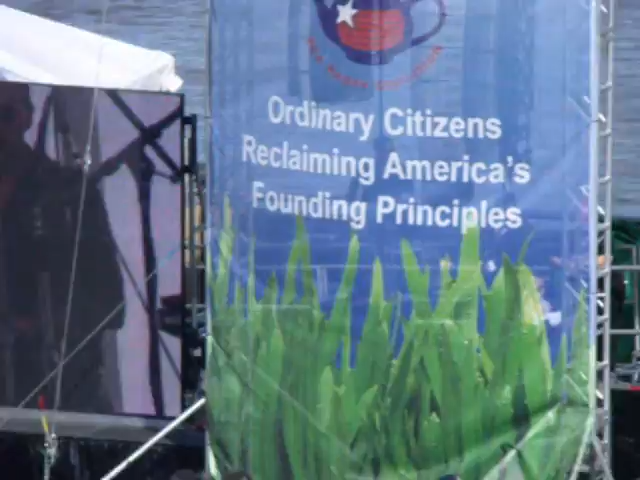 Ordinary Citizens
Reclaiming America's
Founding Principles